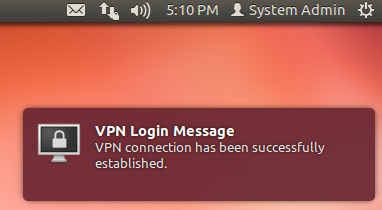 5:10 PM System Admin
VPN Login Message
VPN connection has been successfully
established.